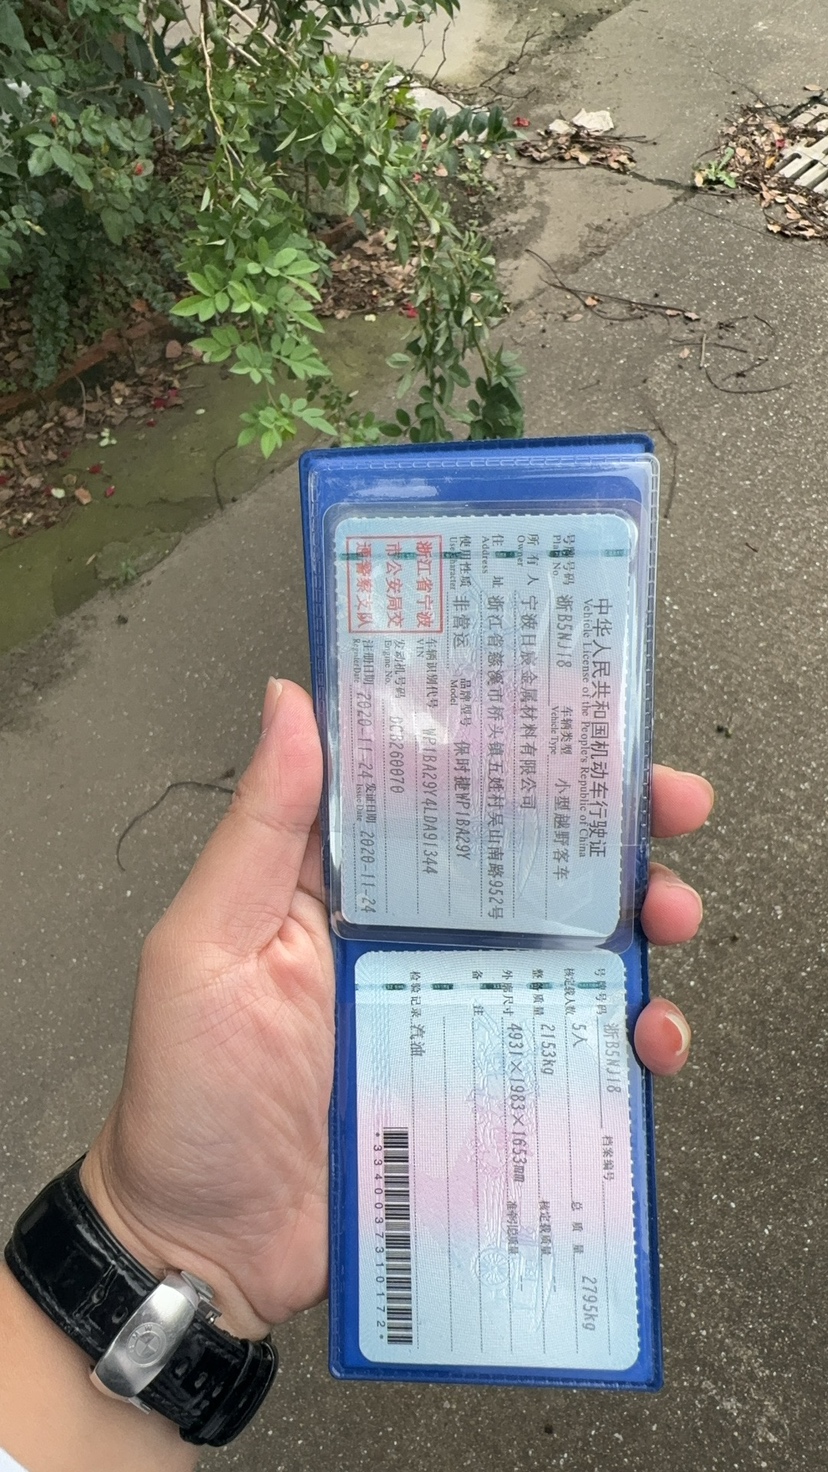 中华人民共和国机动车行驶证
Vehicle License of the People's Republic of China
号牌号码 浙B5NJ18 车辆类型 小型越野客车
Plate No. Vehicle Type
所有人 宁波日辰金属材料有限公司
Owner
住址 浙江省慈溪市桥头镇五姓村吴山南路952号
Address
使用性质 非营运 品牌型号 保时捷WP1BA29Y
Use Character Model
浙江省宁波
市公安局交
通警察支队
车辆识别代号 WP1BA29Y4LDA91344
VIN
发动机号码 DCB260070
Engine No.
注册日期 2020-11-24 发证日期 2020-11-24
Register Date Issue Date
号牌号码 浙B5NJ18 档案编号
核定载人数 5人 总质量 2795kg
整备质量 2153kg 核定载质量 --
外廓尺寸 4931×1983×1653mm 准牵引总质量 --
备注
检验记录 汽油
*3340037310172*